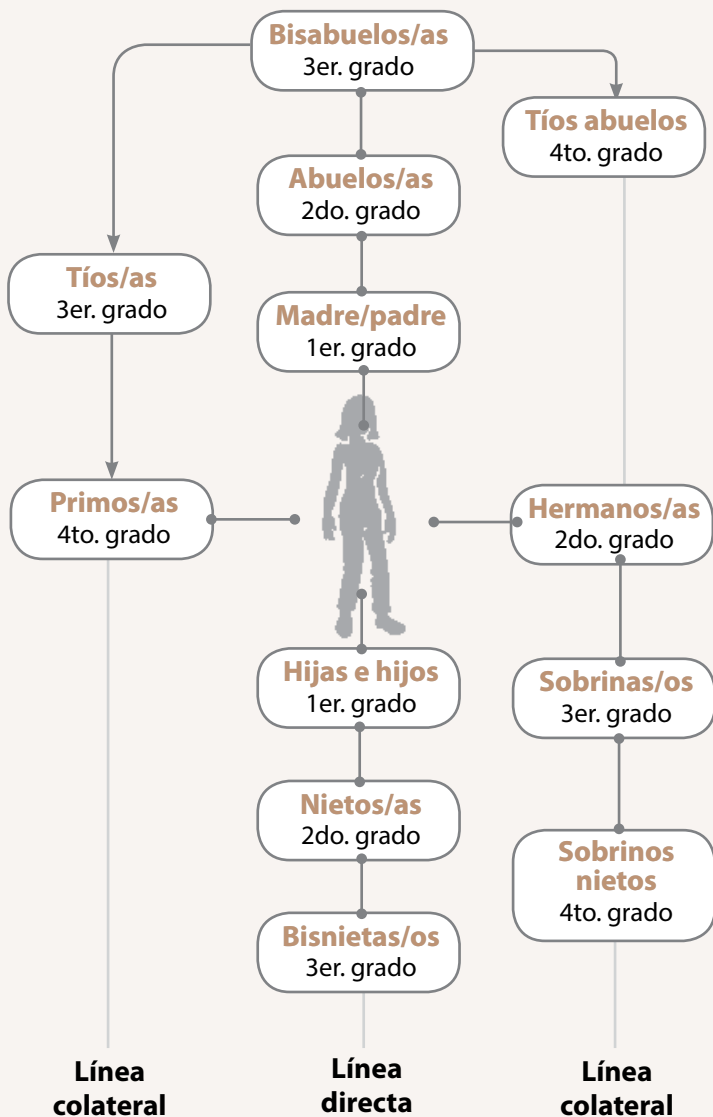 Bisabuelos/as
3er. grado
Tíos abuelos
4to. grado
Abuelos/as
2do. grado
Tíos/as
3er. grado
Madre/padre
1er. grado
Primos/as
4to. grado
Hermanos/as
2do. grado
Hijas e hijos
1er. grado
Sobrinas/os
3er. grado
Nietos/as
2do. grado
Sobrinos
nietos
4to. grado
Bisnietas/os
3er. grado
Línea
colateral
Línea
directa
Línea
colateral